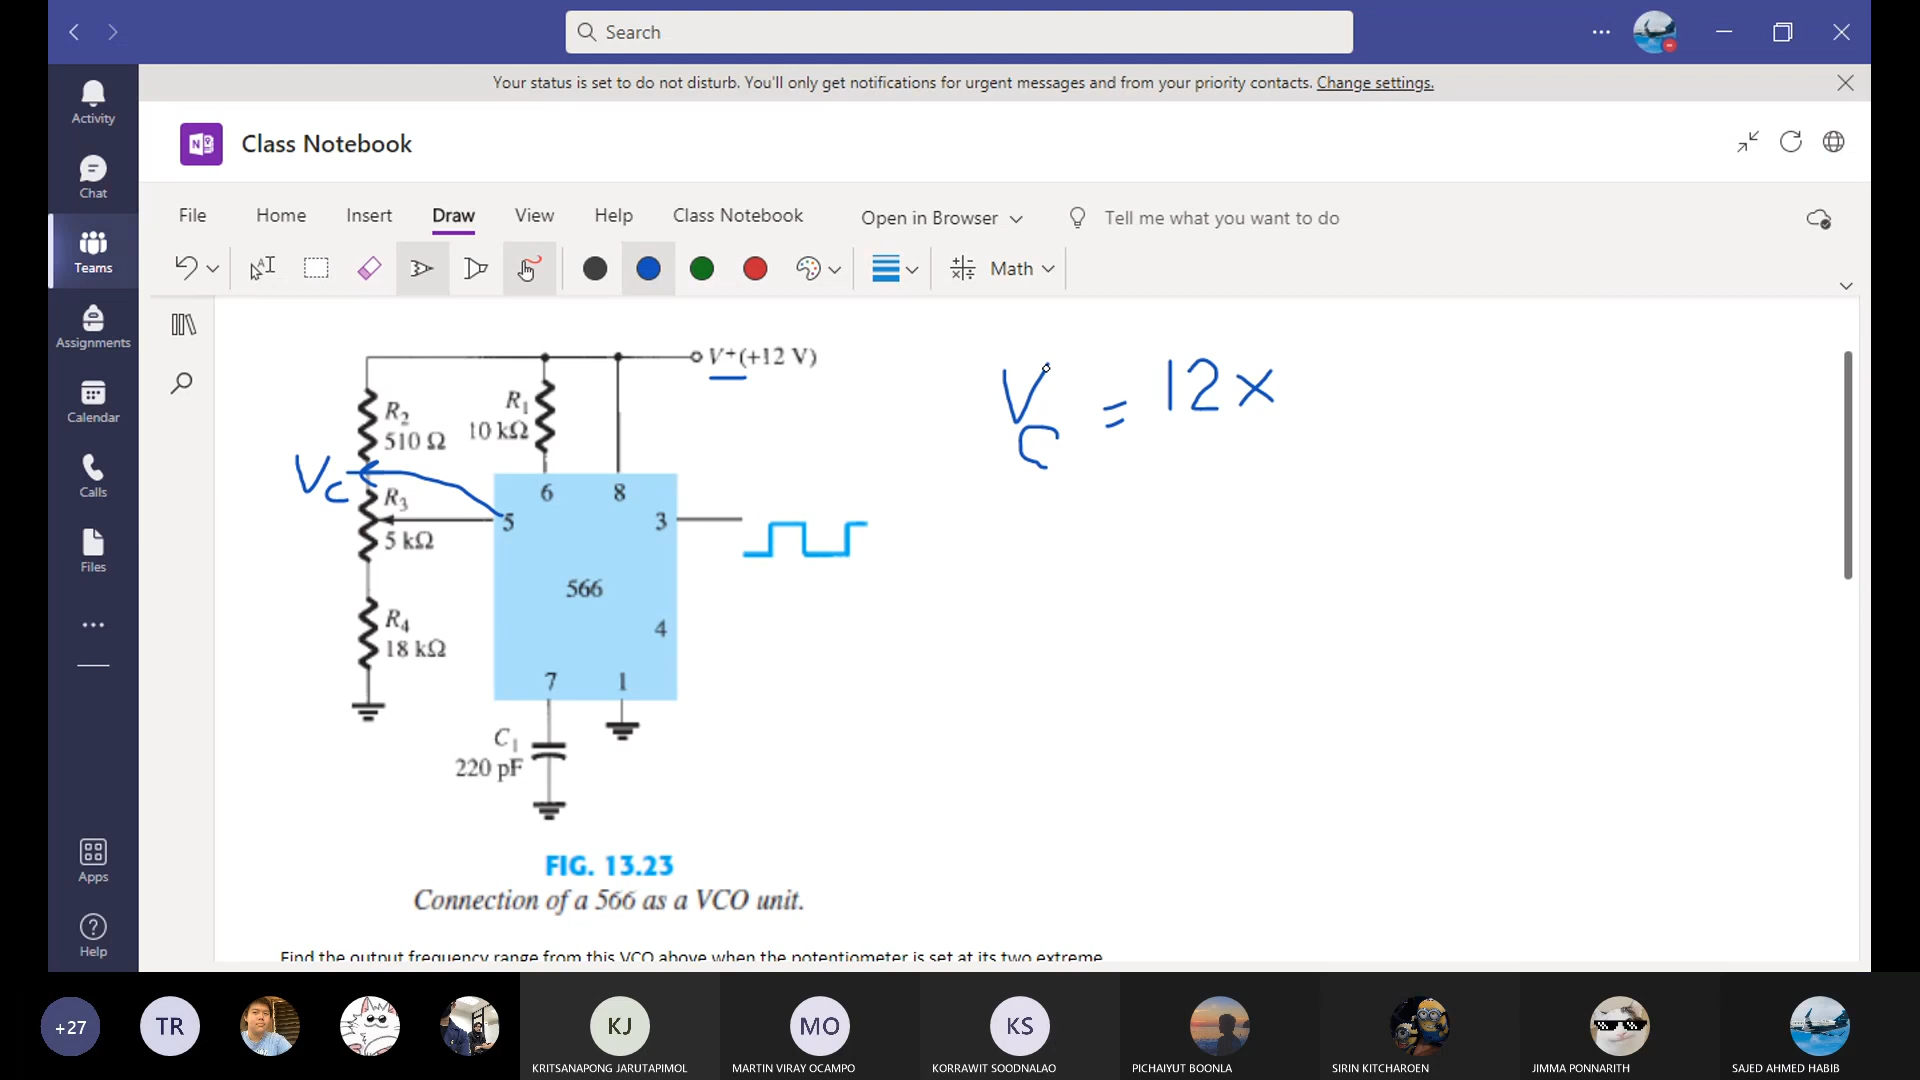 Search
Your status is set to do not disturb. You'll only get notifications for urgent messages and from your priority contacts. Change settings.
Activity
Chat
Teams
Assignments
Calendar
Calls
Files
Apps
Help
N
Class Notebook
File Home Insert Draw View Help Class Notebook Open in Browser Tell me what you want to do
Math
V+(+12 V)
R2
510 Ω
R1
10 kΩ
VC
R3
5 kΩ
R4
18 kΩ
6 8
5 3
566
4
7 1
C1
220 pF
VC = 12 x
FIG. 13.23
Connection of a 566 as a VCO unit.
Find the output frequency range from this VCO above when the potentiometer is set at its two extreme
+27
TR
KJ
KRITSANAPONG JARUTAPIMOL
MO
MARTIN VIRAY OCAMPO
KS
KORRAWIT SOODNALAO
PICHAIYUT BOONLA
SIRIN KITCHAROEN
JIMMA PONNARITH
SAJED AHMED HABIB